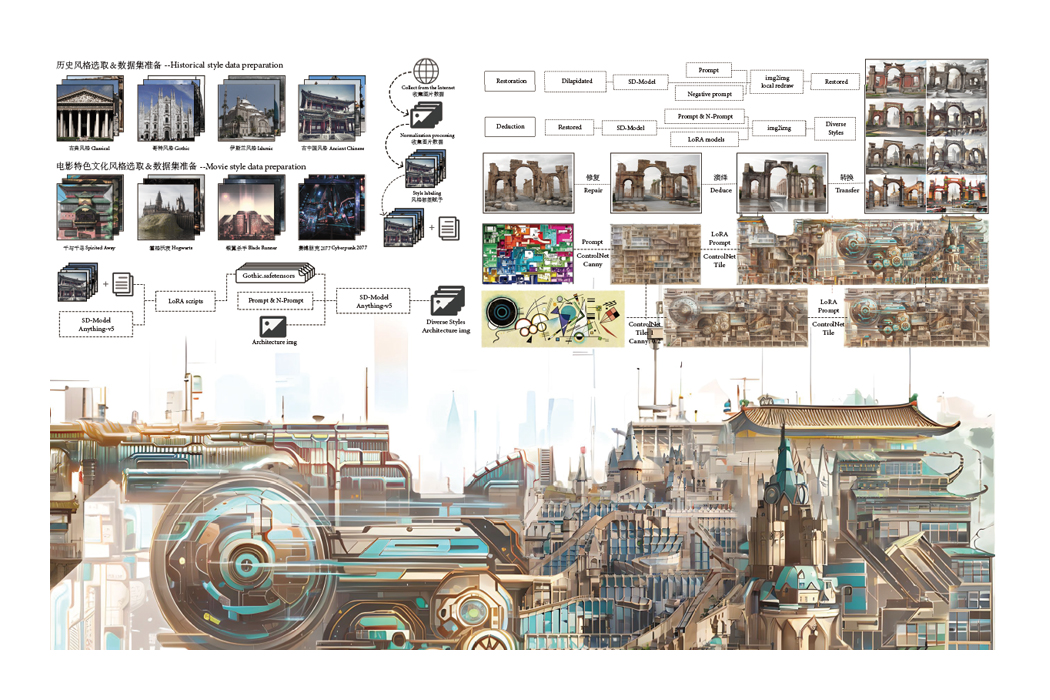 历史风格选取&数据集准备 --Historical style data preparation
古典风格 Classical
哥特风格 Gothic
伊斯兰风格 Islamic
古中国风格 Ancient Chinese
电影特色文化风格选取&数据集准备 --Movie style data preparation
千与千寻 Spirited Away
霍格沃茨 Hogwarts
银翼杀手 Blade Runner
赛博朋克 2077 Cyberpunk 2077
Collect from the Internet
收集图片数据
Normalization processing
收集图片数据
Style labeling
风格标签赋予
+
+
SD-Model
Anything-v5
LoRA scripts
Gothic.safetensors
Prompt & N-Prompt
Architecture img
SD-Model
Anything-v5
Diverse Styles
Architecture img
Restoration
Dilapidated
SD-Model
Prompt
Negative prompt
img2img
local redraw
Restored
Deduction
Restored
SD-Model
Prompt & N-Prompt
LoRA models
img2img
Diverse
Styles
修复
Repair
演绎
Deduce
转换
Transfer
Prompt
ControlNet
Canny
LoRA
Prompt
ControlNet
Tile
ControlNet
Tile
Canny
LoRA
Prompt
ControlNet
Tile